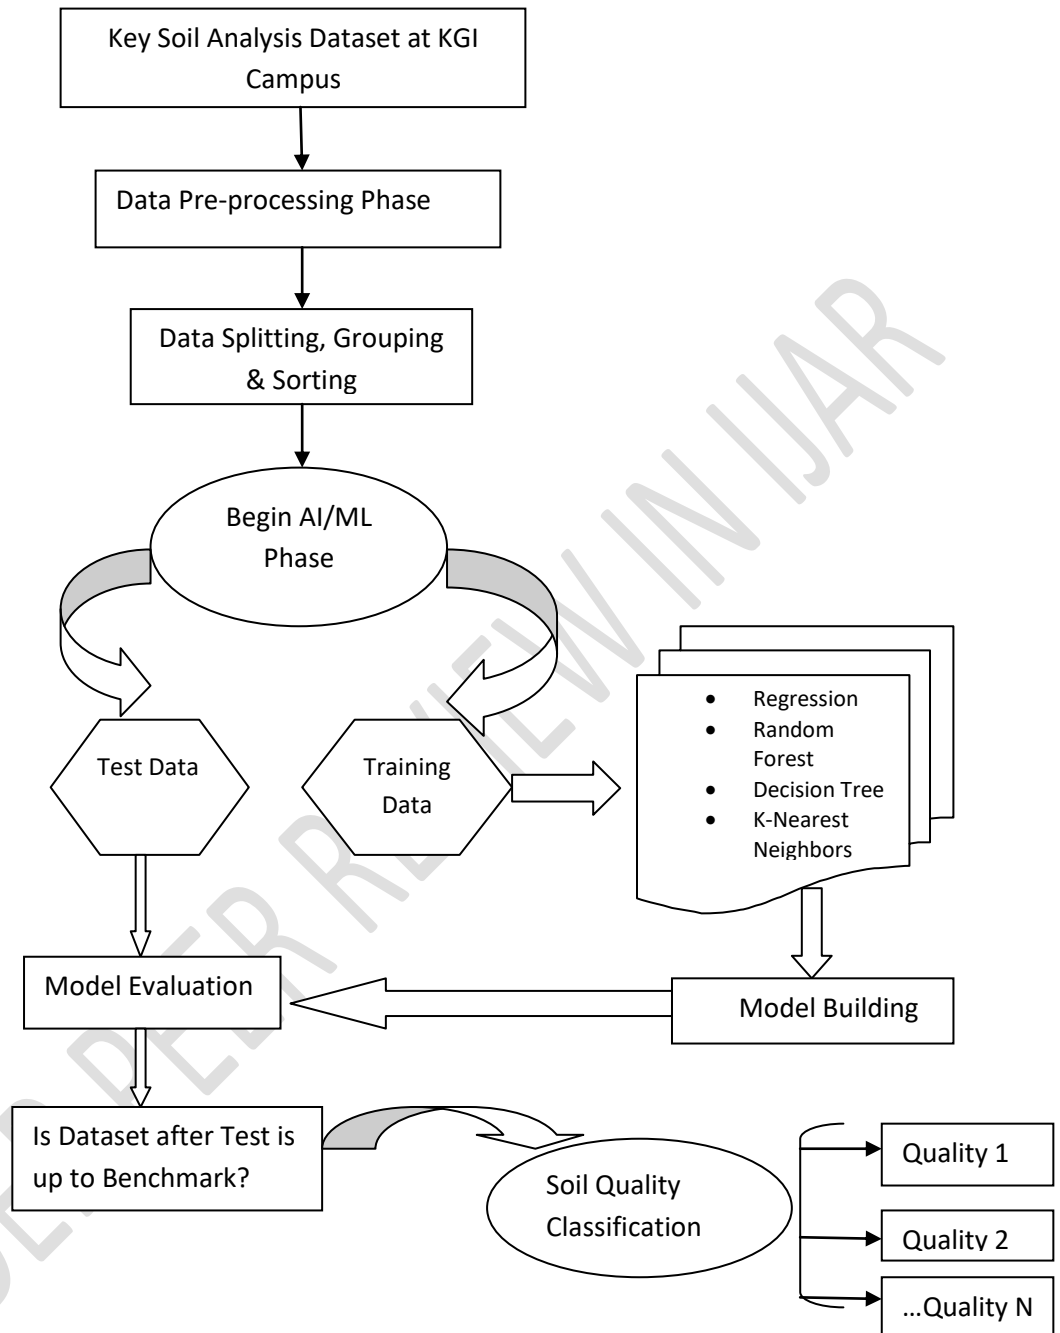 Key Soil Analysis Dataset at KGI
Campus
Data Pre-processing Phase
Data Splitting, Grouping
& Sorting
Begin AI/ML
Phase
Test Data
Training
Data
• Regression
• Random
Forest
• Decision Tree
• K-Nearest
Neighbors
Model Evaluation
Model Building
Is Dataset after Test is
up to Benchmark?
Soil Quality
Classification
Quality 1
Quality 2
...Quality N
PEER REVIEW IN IJAR